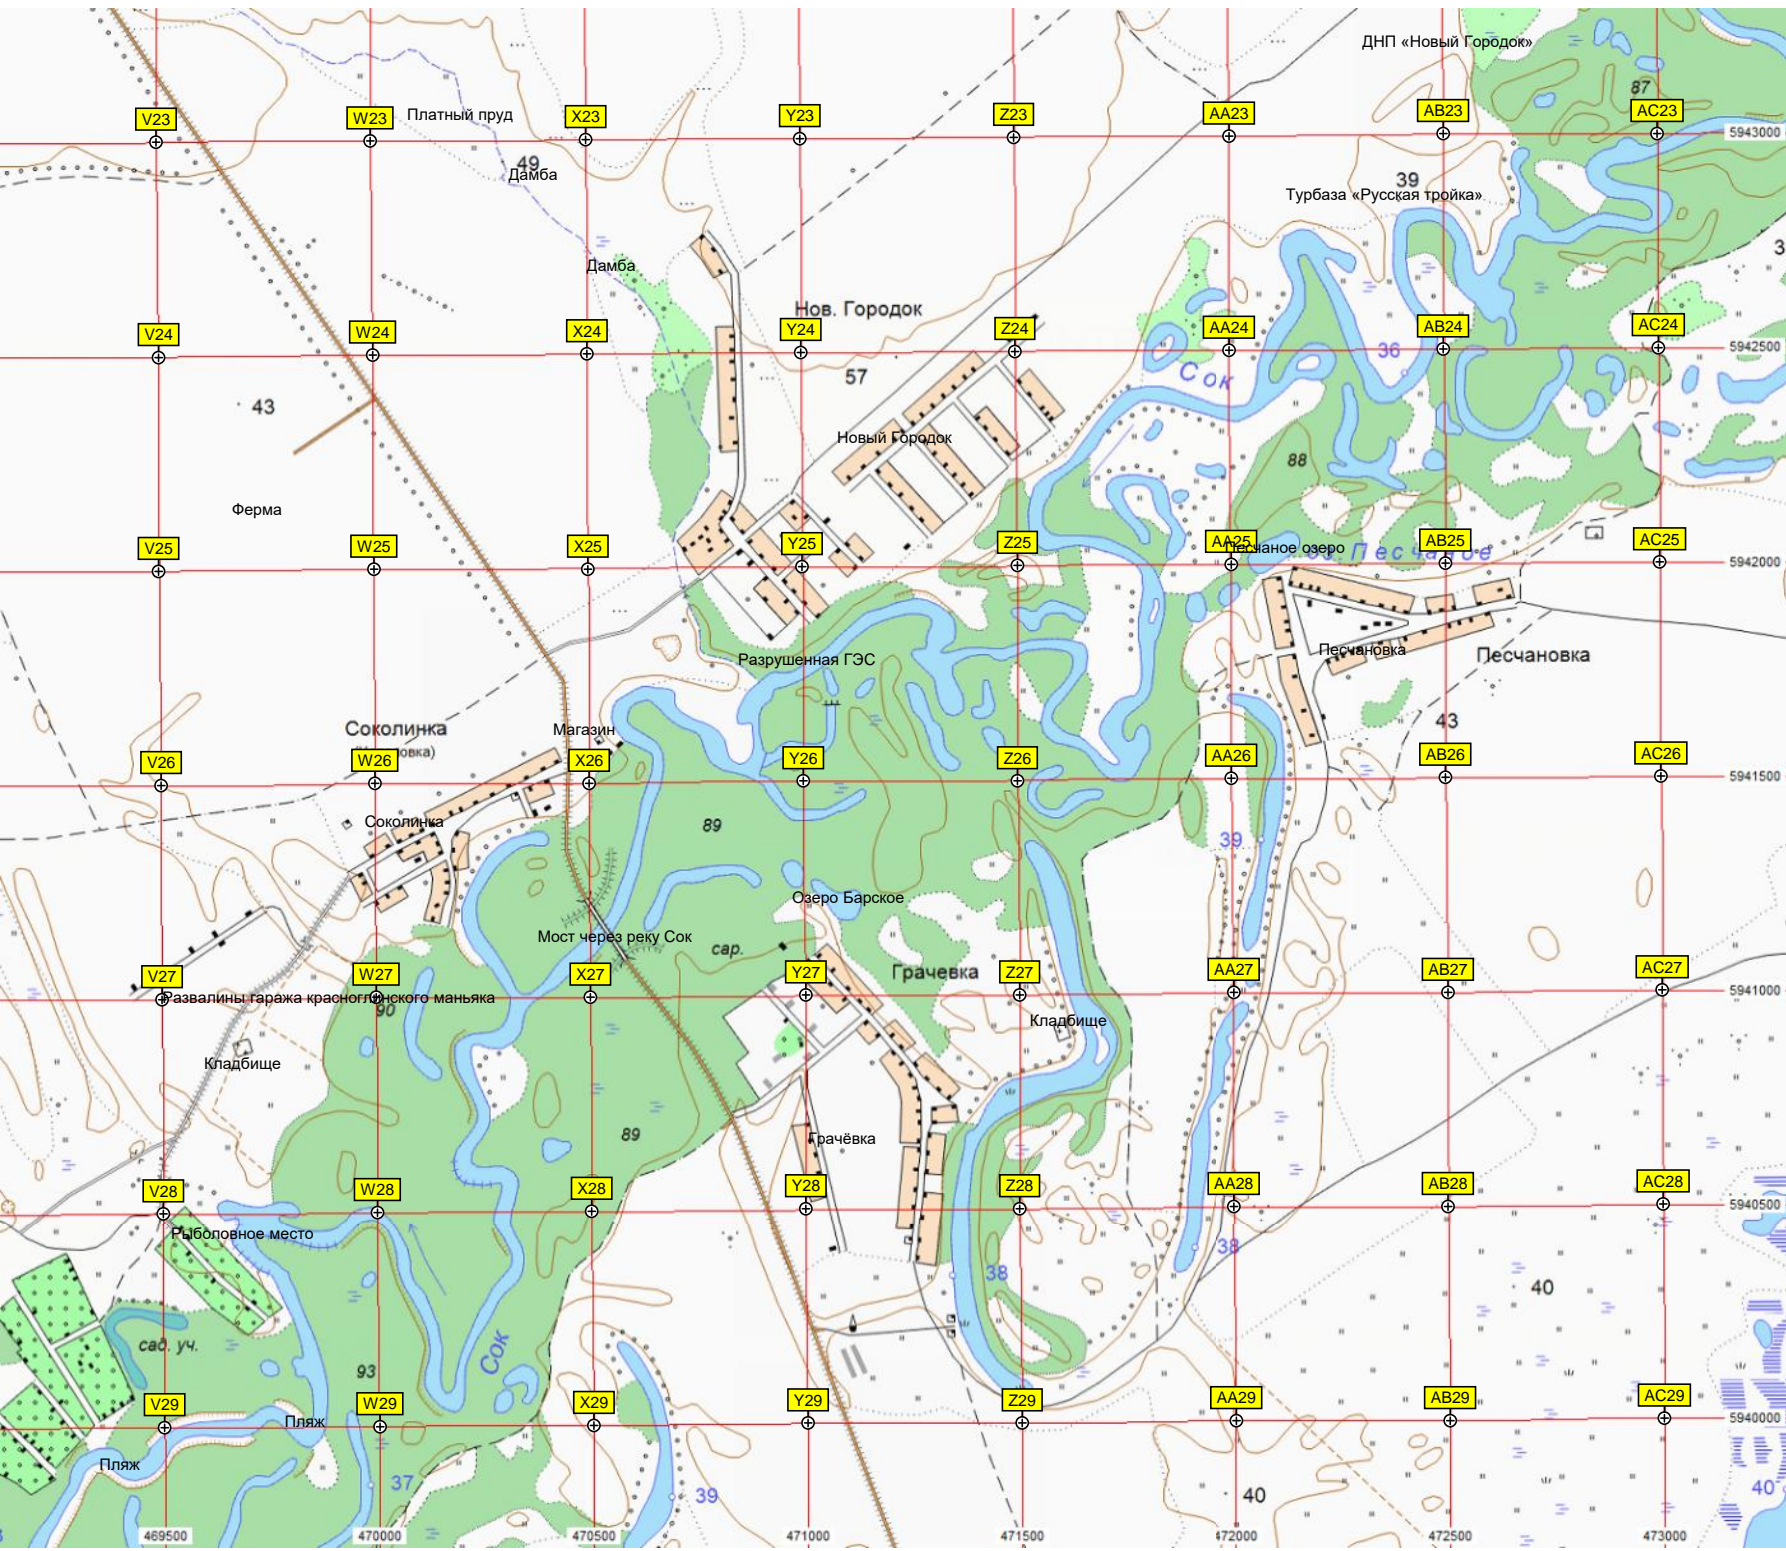 ДНП «Новый Городок»
87
V23
W23
Платный пруд
X23
Y23
Z23
AA23
AB23
AC23
5943000
49
Дамба
39
Турбаза «Русская тройка»
3
Дамба
Нов. Городок
V24
W24
X24
Y24
Z24
AA24
AB24
AC24
5942500
36
Сок
57
43
Новый Городок
88
Ферма
V25
W25
X25
Y25
Z25
AA25
AB25
AC25
Песчаное озеро
оз. Песчаное
5942000
Разрушенная ГЭС
Песчановка
Песчановка
Соколинка
Магазин
43
V26
W26
X26
Y26
Z26
AA26
AB26
AC26
5941500
Соколинка
89
39
Озеро Барское
Мост через реку Сок
сар.
Грачевка
V27
W27
X27
Y27
Z27
AA27
AB27
AC27
5941000
Развалины гаража красноглинского маньяка
90
Кладбище
Кладбище
89
Грачёвка
V28
W28
X28
Y28
Z28
AA28
AB28
AC28
5940500
Рыболовное место
38
38
40
сад. уч.
Сок
93
V29
W29
X29
Y29
Z29
AA29
AB29
AC29
5940000
Пляж
Пляж
37
39
40
40
469500
470000
470500
471000
471500
472000
472500
473000